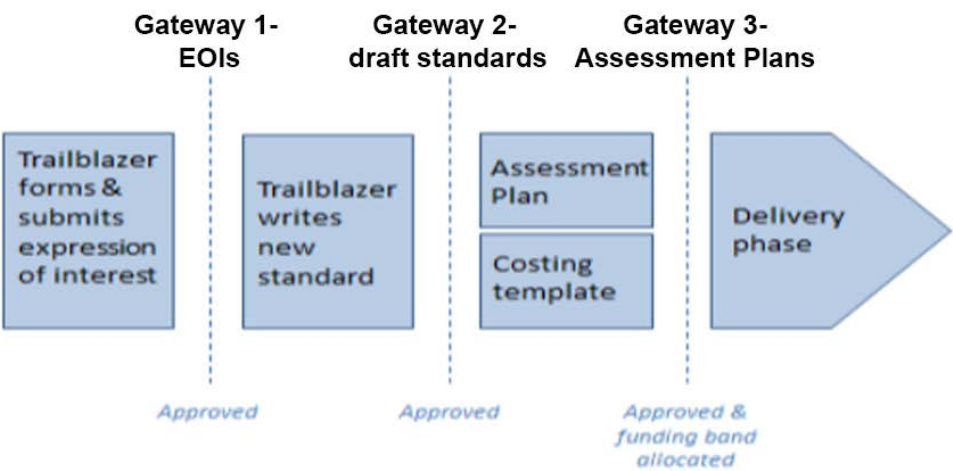 Gateway 1-
EOIs
Gateway 2-
draft standards
Gateway 3-
Assessment Plans
Trailblazer
forms &
submits
expression
of interest
Trailblazer
writes
new
standard
Assessment
Plan
Costing
template
Delivery
phase
Approved
Approved
Approved &
funding band
allocated